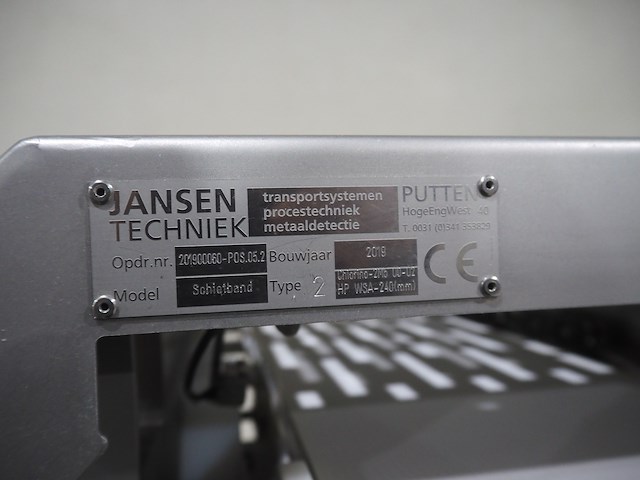 JANSEN
TECHNIEK
transportsystemen
procestechniek
metaaldetectie
PUTTEN
HogeEngWest 40
T. 0031 (0)341 353829
Opdr.nr. 201900060-POS.05.2 Bouwjaar 2019
Model Schietband Type 2 HP WSA-240(mm)
CE